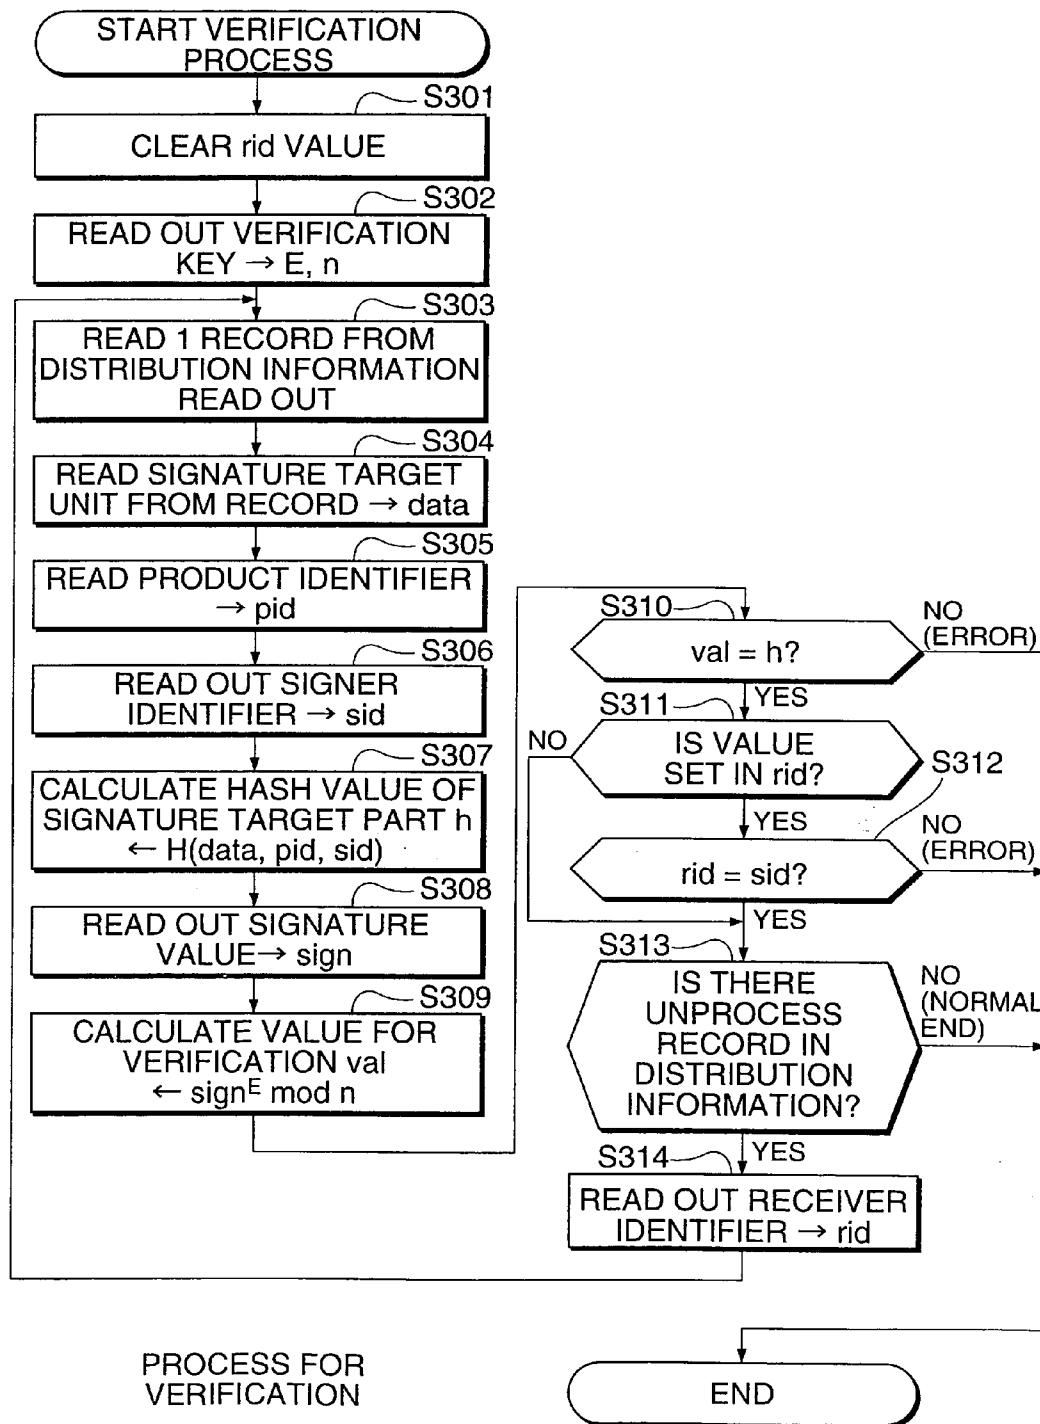 START VERIFICATION
PROCESS
S301
CLEAR rid VALUE
S302
READ OUT VERIFICATION
KEY → E, n
S303
READ 1 RECORD FROM
DISTRIBUTION INFORMATION
READ OUT
S304
READ SIGNATURE TARGET
UNIT FROM RECORD → data
S305
READ PRODUCT IDENTIFIER
→ pid
S306
READ OUT SIGNER
IDENTIFIER → sid
S307
CALCULATE HASH VALUE OF
SIGNATURE TARGET PART h
← H(data, pid, sid)
S308
READ OUT SIGNATURE
VALUE→ sign
S309
CALCULATE VALUE FOR
VERIFICATION val
← sign^E mod n
S310
val = h?
NO
(ERROR)
YES
S311
IS VALUE
SET IN rid?
NO
YES
S312
rid = sid?
NO
(ERROR)
YES
S313
IS THERE
UNPROCESS
RECORD IN
DISTRIBUTION
INFORMATION?
NO
(NORMAL
END)
YES
S314
READ OUT RECEIVER
IDENTIFIER → rid
END
PROCESS FOR
VERIFICATION